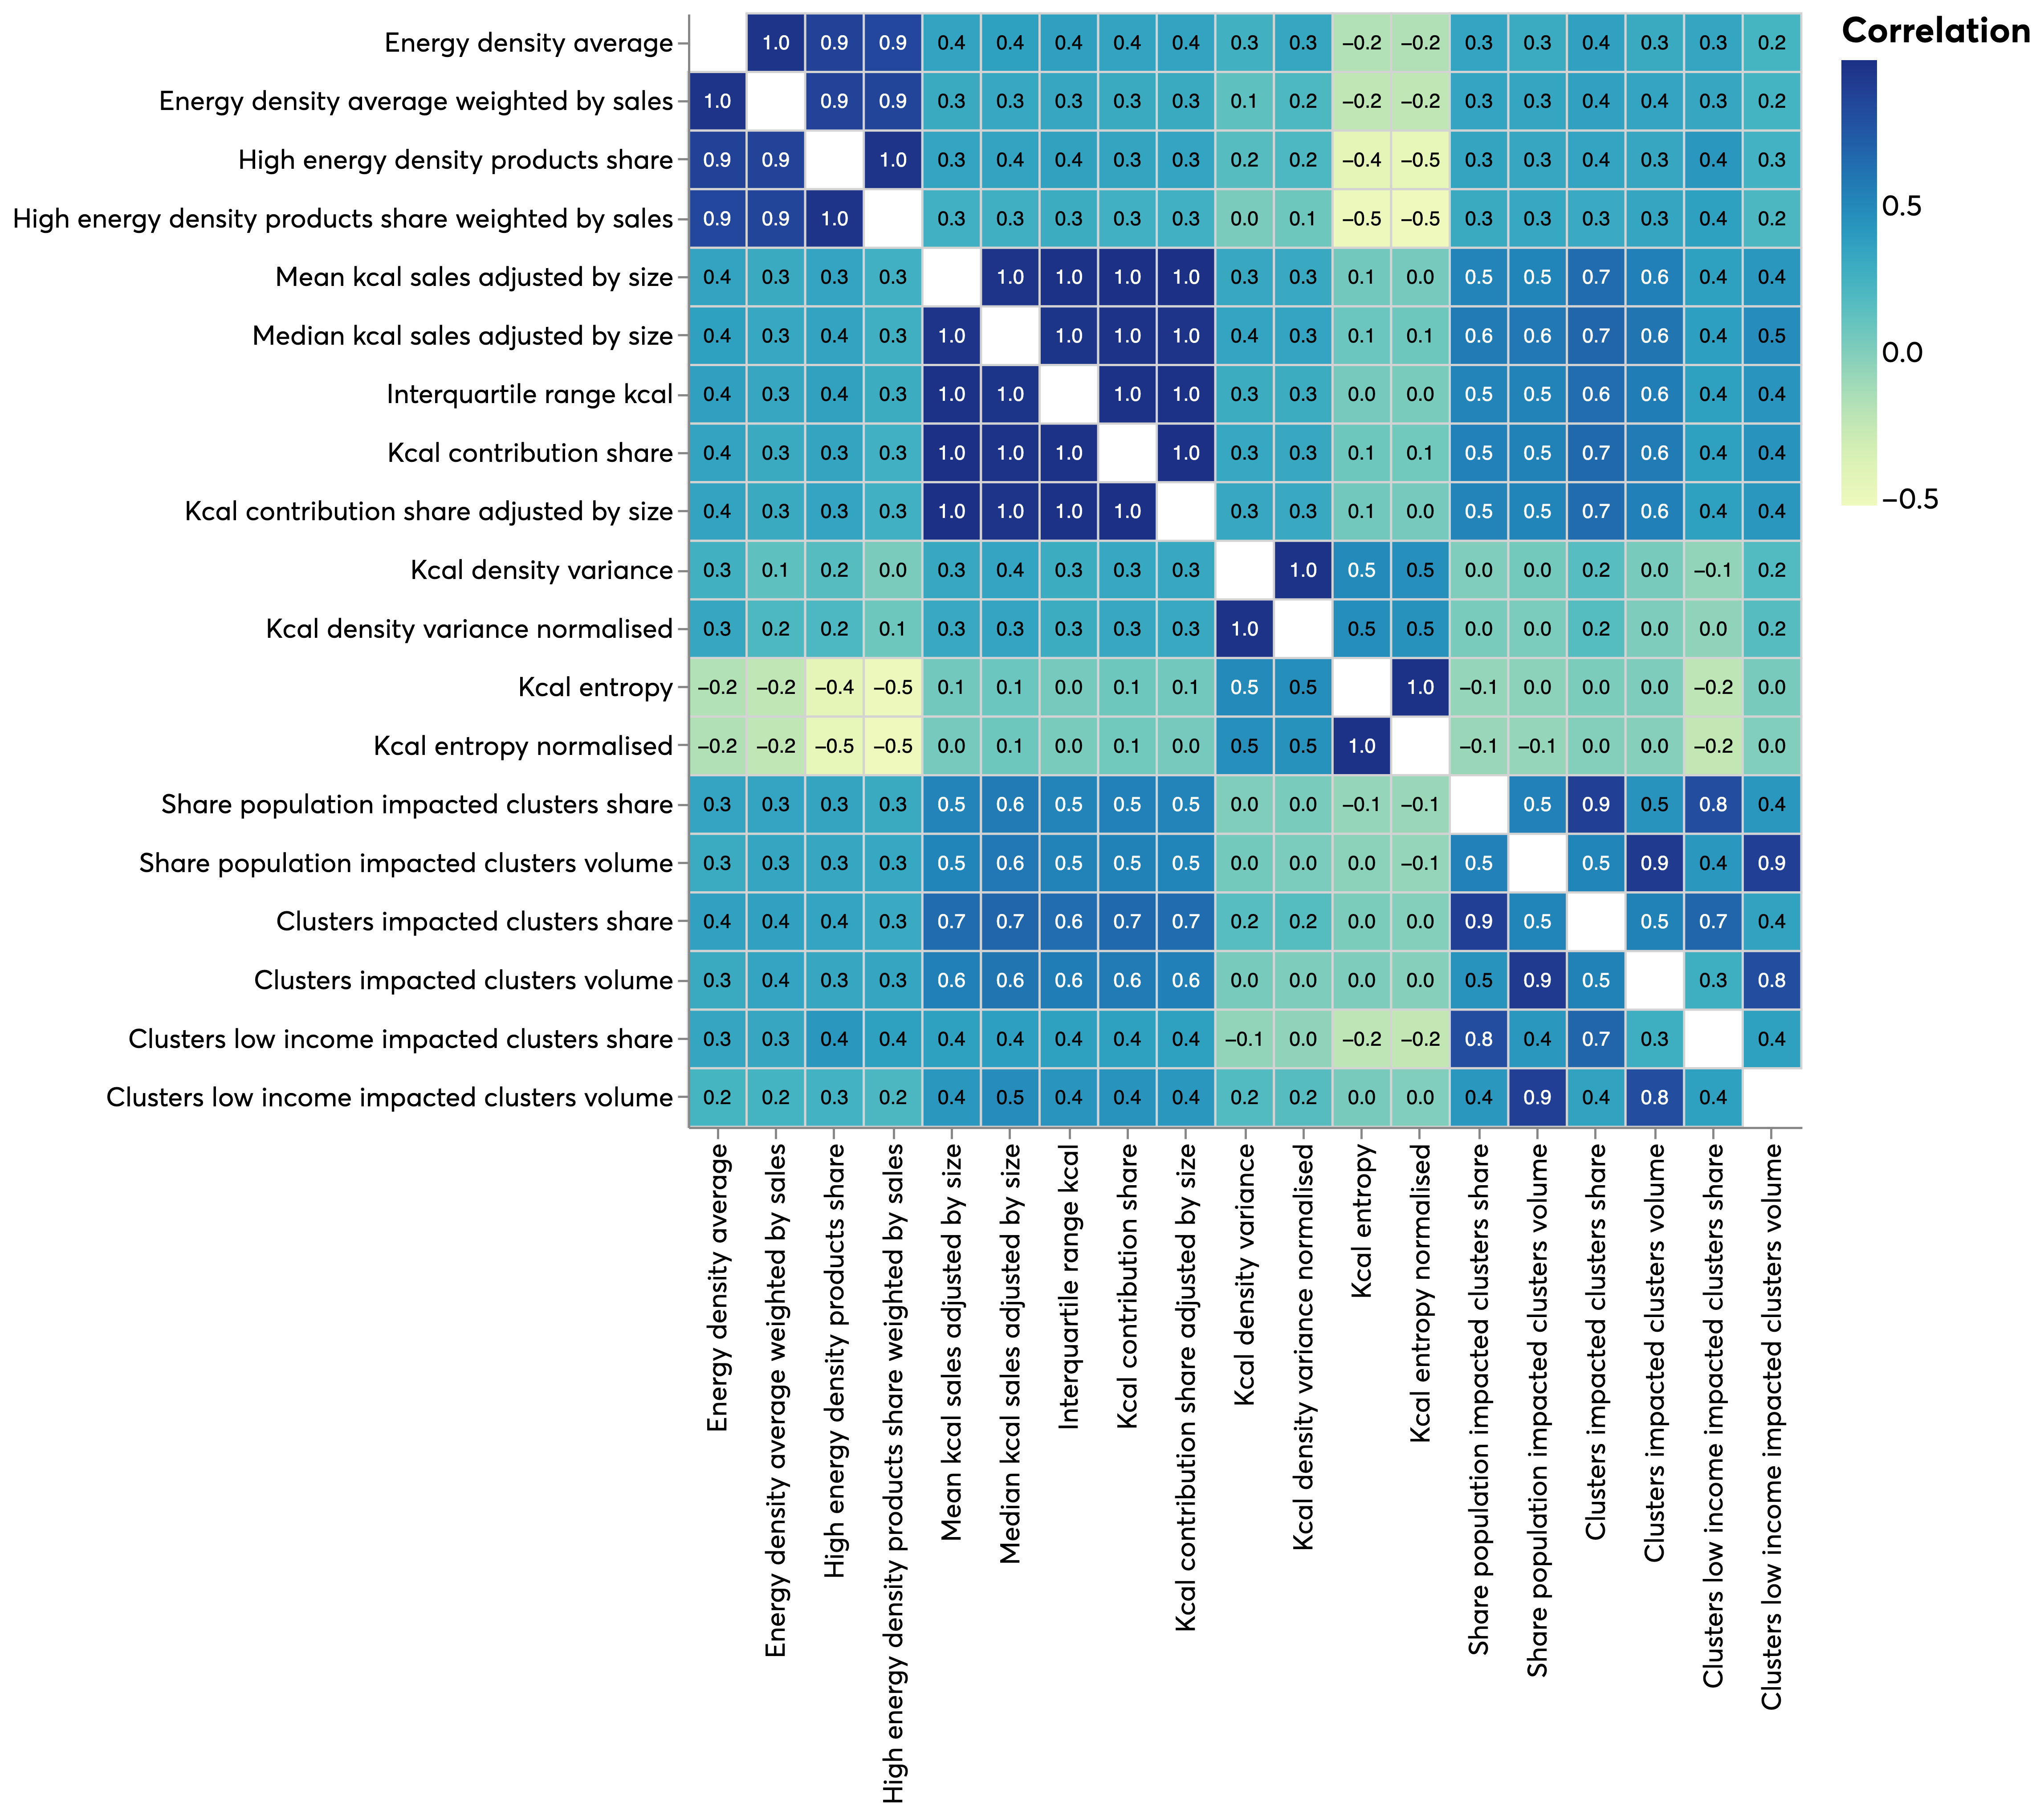 Correlation
0.5
0.0
−0.5
Energy density average 1.0 0.9 0.9 0.4 0.4 0.4 0.4 0.4 0.3 0.3 −0.2 −0.2 0.3 0.3 0.4 0.3 0.3 0.2
Energy density average weighted by sales 1.0 0.9 0.9 0.3 0.3 0.3 0.3 0.3 0.1 0.2 −0.2 −0.2 0.3 0.3 0.4 0.4 0.3 0.2
High energy density products share 0.9 0.9 1.0 0.3 0.4 0.4 0.3 0.3 0.2 0.2 −0.4 −0.5 0.3 0.3 0.4 0.3 0.4 0.3
High energy density products share weighted by sales 0.9 0.9 1.0 0.3 0.3 0.3 0.3 0.3 0.0 0.1 −0.5 −0.5 0.3 0.3 0.3 0.3 0.4 0.2
Mean kcal sales adjusted by size 0.4 0.3 0.3 0.3 1.0 1.0 1.0 1.0 0.3 0.3 0.1 0.0 0.5 0.5 0.7 0.6 0.4 0.4
Median kcal sales adjusted by size 0.4 0.3 0.4 0.3 1.0 1.0 1.0 1.0 0.4 0.3 0.1 0.1 0.6 0.6 0.7 0.6 0.4 0.5
Interquartile range kcal 0.4 0.3 0.4 0.3 1.0 1.0 1.0 1.0 0.3 0.3 0.0 0.0 0.5 0.5 0.6 0.6 0.4 0.4
Kcal contribution share 0.4 0.3 0.3 0.3 1.0 1.0 1.0 1.0 0.3 0.3 0.1 0.1 0.5 0.5 0.7 0.6 0.4 0.4
Kcal contribution share adjusted by size 0.4 0.3 0.3 0.3 1.0 1.0 1.0 1.0 0.3 0.3 0.1 0.0 0.5 0.5 0.7 0.6 0.4 0.4
Kcal density variance 0.3 0.1 0.2 0.0 0.3 0.4 0.3 0.3 0.3 1.0 0.5 0.5 0.0 0.0 0.2 0.0 −0.1 0.2
Kcal density variance normalised 0.3 0.2 0.2 0.1 0.3 0.3 0.3 0.3 0.3 1.0 0.5 0.5 0.0 0.0 0.2 0.0 0.0 0.2
Kcal entropy −0.2 −0.2 −0.4 −0.5 0.1 0.1 0.0 0.1 0.1 0.5 0.5 1.0 −0.1 0.0 0.0 0.0 −0.2 0.0
Kcal entropy normalised −0.2 −0.2 −0.5 −0.5 0.0 0.1 0.0 0.1 0.0 0.5 0.5 1.0 −0.1 −0.1 0.0 0.0 −0.2 0.0
Share population impacted clusters share 0.3 0.3 0.3 0.3 0.5 0.6 0.5 0.5 0.5 0.0 0.0 −0.1 −0.1 0.5 0.9 0.5 0.8 0.4
Share population impacted clusters volume 0.3 0.3 0.3 0.3 0.5 0.6 0.5 0.5 0.5 0.0 0.0 0.0 −0.1 0.5 0.5 0.9 0.4 0.9
Clusters impacted clusters share 0.4 0.4 0.4 0.3 0.7 0.7 0.6 0.7 0.7 0.2 0.2 0.0 0.0 0.9 0.5 0.5 0.7 0.4
Clusters impacted clusters volume 0.3 0.4 0.3 0.3 0.6 0.6 0.6 0.6 0.6 0.0 0.0 0.0 0.0 0.5 0.9 0.5 0.3 0.8
Clusters low income impacted clusters share 0.3 0.3 0.4 0.4 0.4 0.4 0.4 0.4 0.4 −0.1 0.0 −0.2 −0.2 0.8 0.4 0.7 0.3 0.4
Clusters low income impacted clusters volume 0.2 0.2 0.3 0.2 0.4 0.5 0.4 0.4 0.4 0.2 0.2 0.0 0.0 0.4 0.9 0.4 0.8 0.4
Energy density average
Energy density average weighted by sales
High energy density products share
High energy density products share weighted by sales
Mean kcal sales adjusted by size
Median kcal sales adjusted by size
Interquartile range kcal
Kcal contribution share
Kcal contribution share adjusted by size
Kcal density variance
Kcal density variance normalised
Kcal entropy
Kcal entropy normalised
Share population impacted clusters share
Share population impacted clusters volume
Clusters impacted clusters share
Clusters impacted clusters volume
Clusters low income impacted clusters share
Clusters low income impacted clusters volume